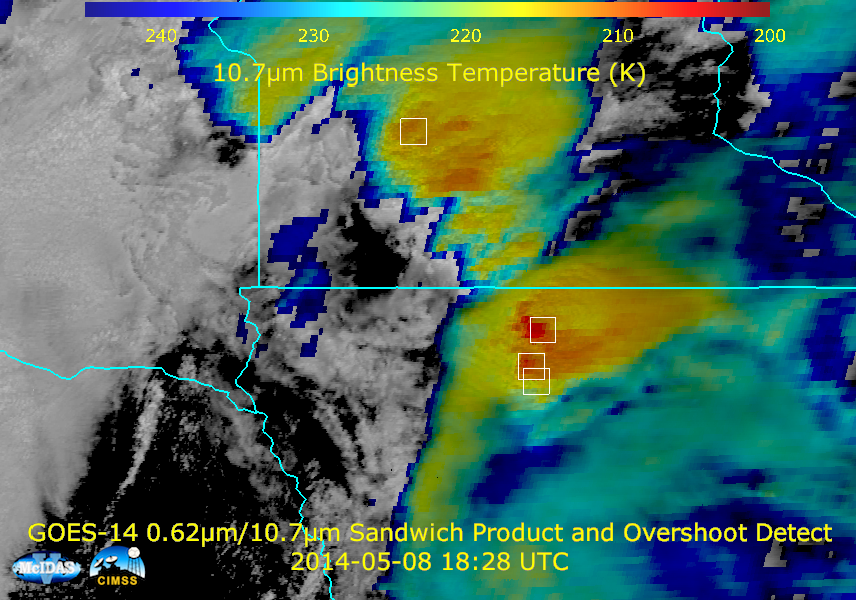 240 230 220 210 200
10.7µm Brightness Temperature (K)
GOES-14 0.62µm/10.7µm Sandwich Product and Overshoot Detect
2014-05-08 18:28 UTC
McIDAS
V
CIMSS